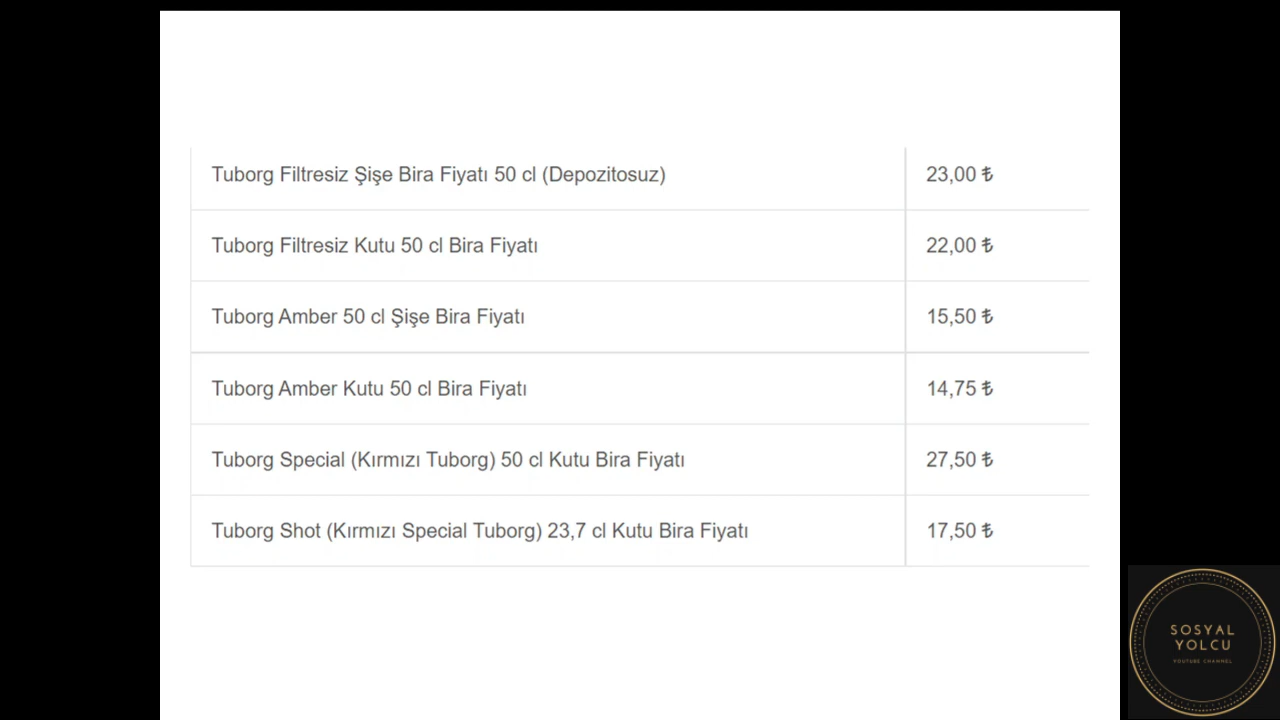 Tuborg Filtresiz Şişe Bira Fiyatı 50 cl (Depozitosuz) 23,00 ₺
Tuborg Filtresiz Kutu 50 cl Bira Fiyatı 22,00 ₺
Tuborg Amber 50 cl Şişe Bira Fiyatı 15,50 ₺
Tuborg Amber Kutu 50 cl Bira Fiyatı 14,75 ₺
Tuborg Special (Kırmızı Tuborg) 50 cl Kutu Bira Fiyatı 27,50 ₺
Tuborg Shot (Kırmızı Special Tuborg) 23,7 cl Kutu Bira Fiyatı 17,50 ₺
SOSYAL
YOLCU
YOUTUBE CHANNEL